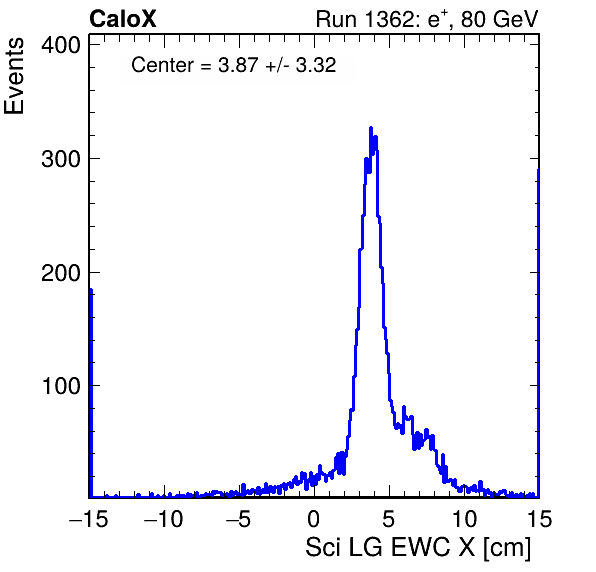 CaloX Run 1362: e+, 80 GeV
Events
Center = 3.87 +/- 3.32
400
300
200
100
−15 −10 −5 0 5 10 15
Sci LG EWC X [cm]